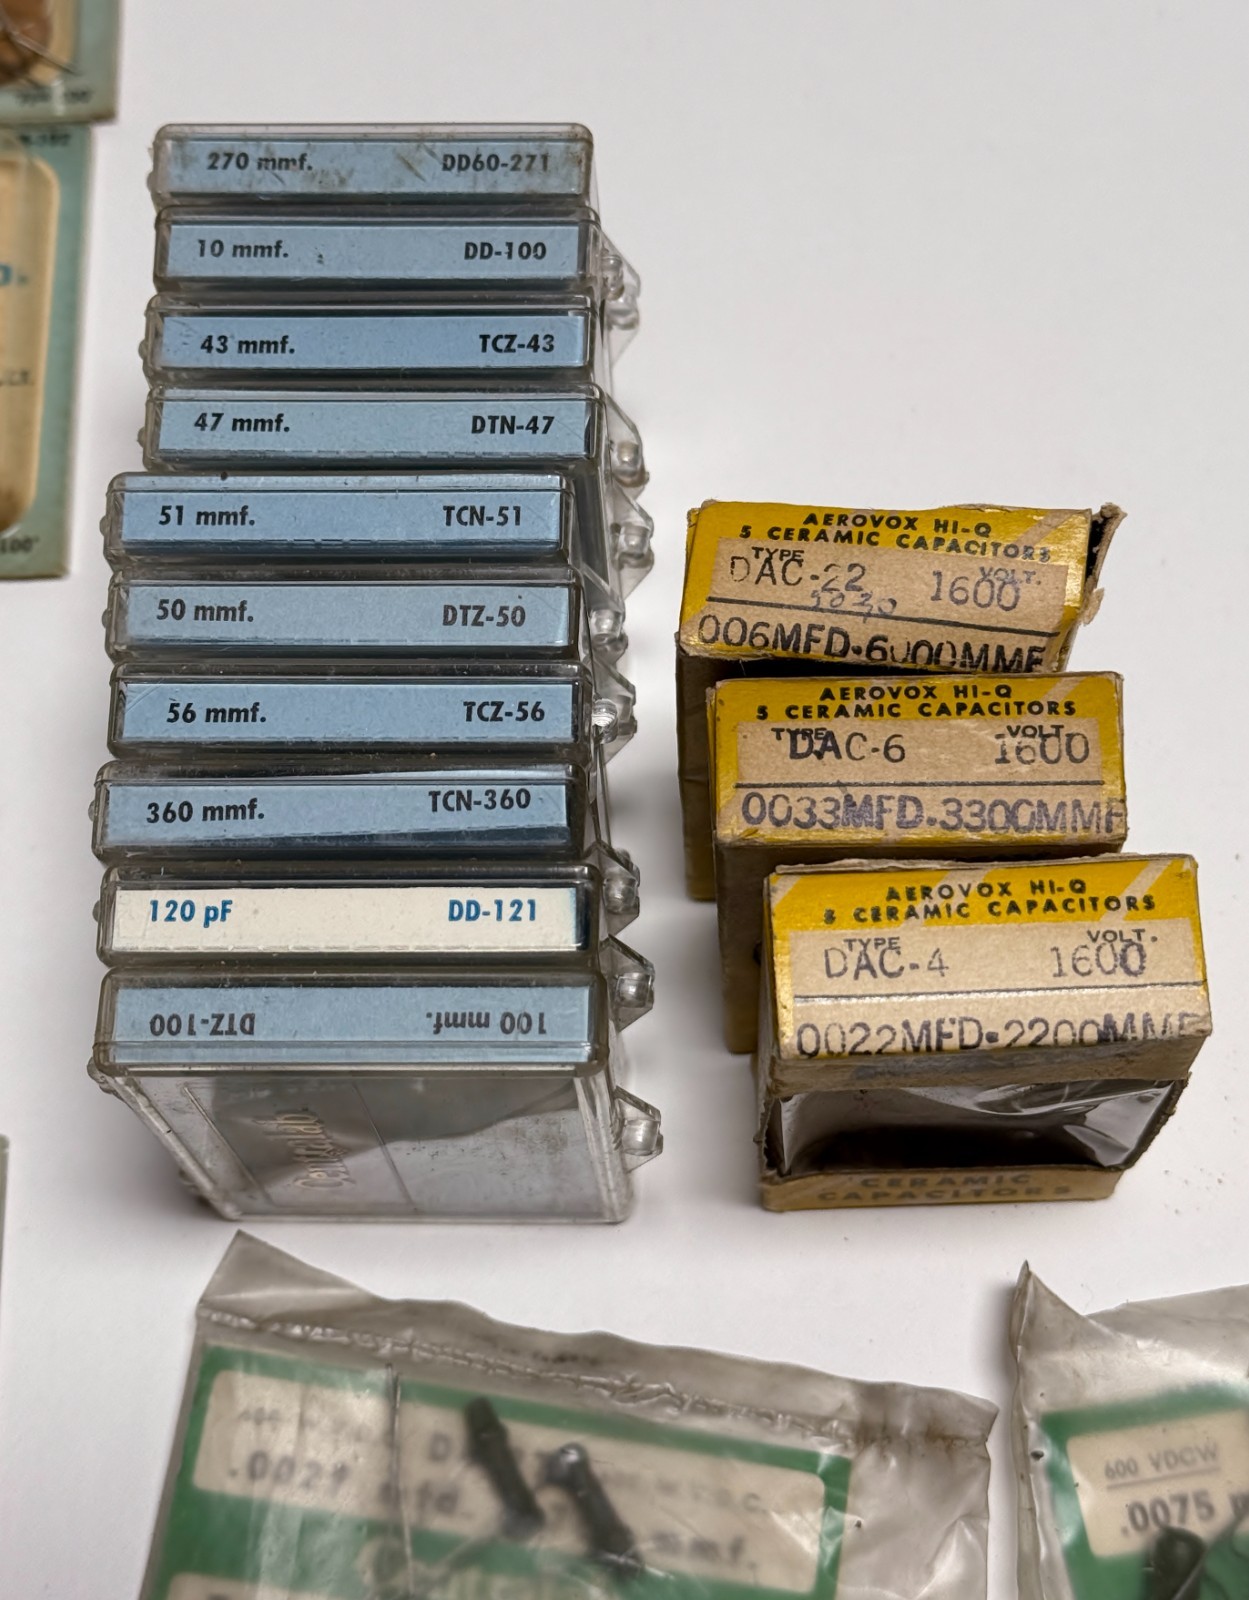 270 mmf. DD60-271
10 mmf. DD-100
43 mmf. TCZ-43
47 mmf. DTN-47
51 mmf. TCN-51
50 mmf. DTZ-50
56 mmf. TCZ-56
360 mmf. TCN-360
120 pF DD-121
100 mmf. DTZ-100
Centralab
AEROVOX HI-Q
5 CERAMIC CAPACITORS
TYPE VOLT.
DAC-22 1600
006MFD-6000MMF
AEROVOX HI-Q
5 CERAMIC CAPACITORS
TYPE VOLT.
DAC-6 1600
0033MFD-3300MMF
AEROVOX HI-Q
5 CERAMIC CAPACITORS
TYPE VOLT.
DAC-4 1600
0022MFD-2200MMF
CERAMIC
CAPACITORS
mmf.
600 VDCW
.0075